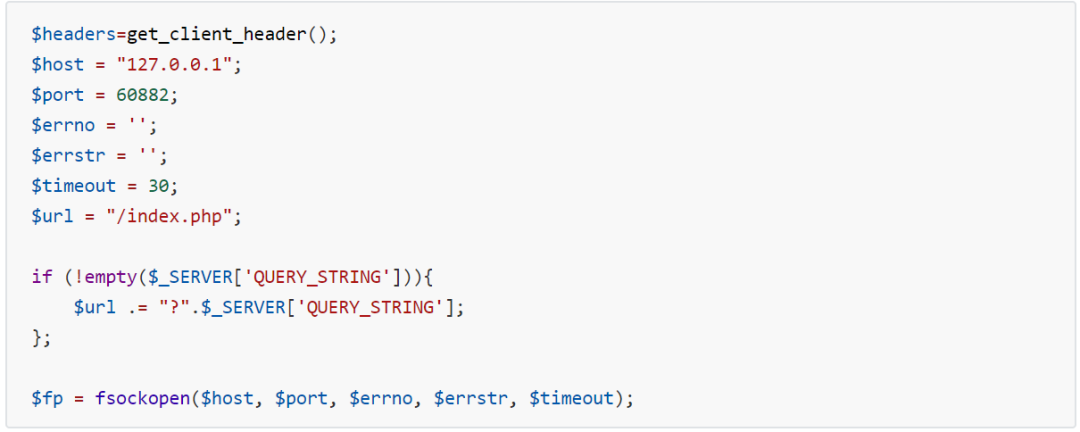 $headers=get_client_header();
$host = "127.0.0.1";
$port = 60882;
$errno = '';
$errstr = '';
$timeout = 30;
$url = "/index.php";
if (!empty($_SERVER['QUERY_STRING'])){
    $url .= "?".$_SERVER['QUERY_STRING'];
};
$fp = fsockopen($host, $port, $errno, $errstr, $timeout);